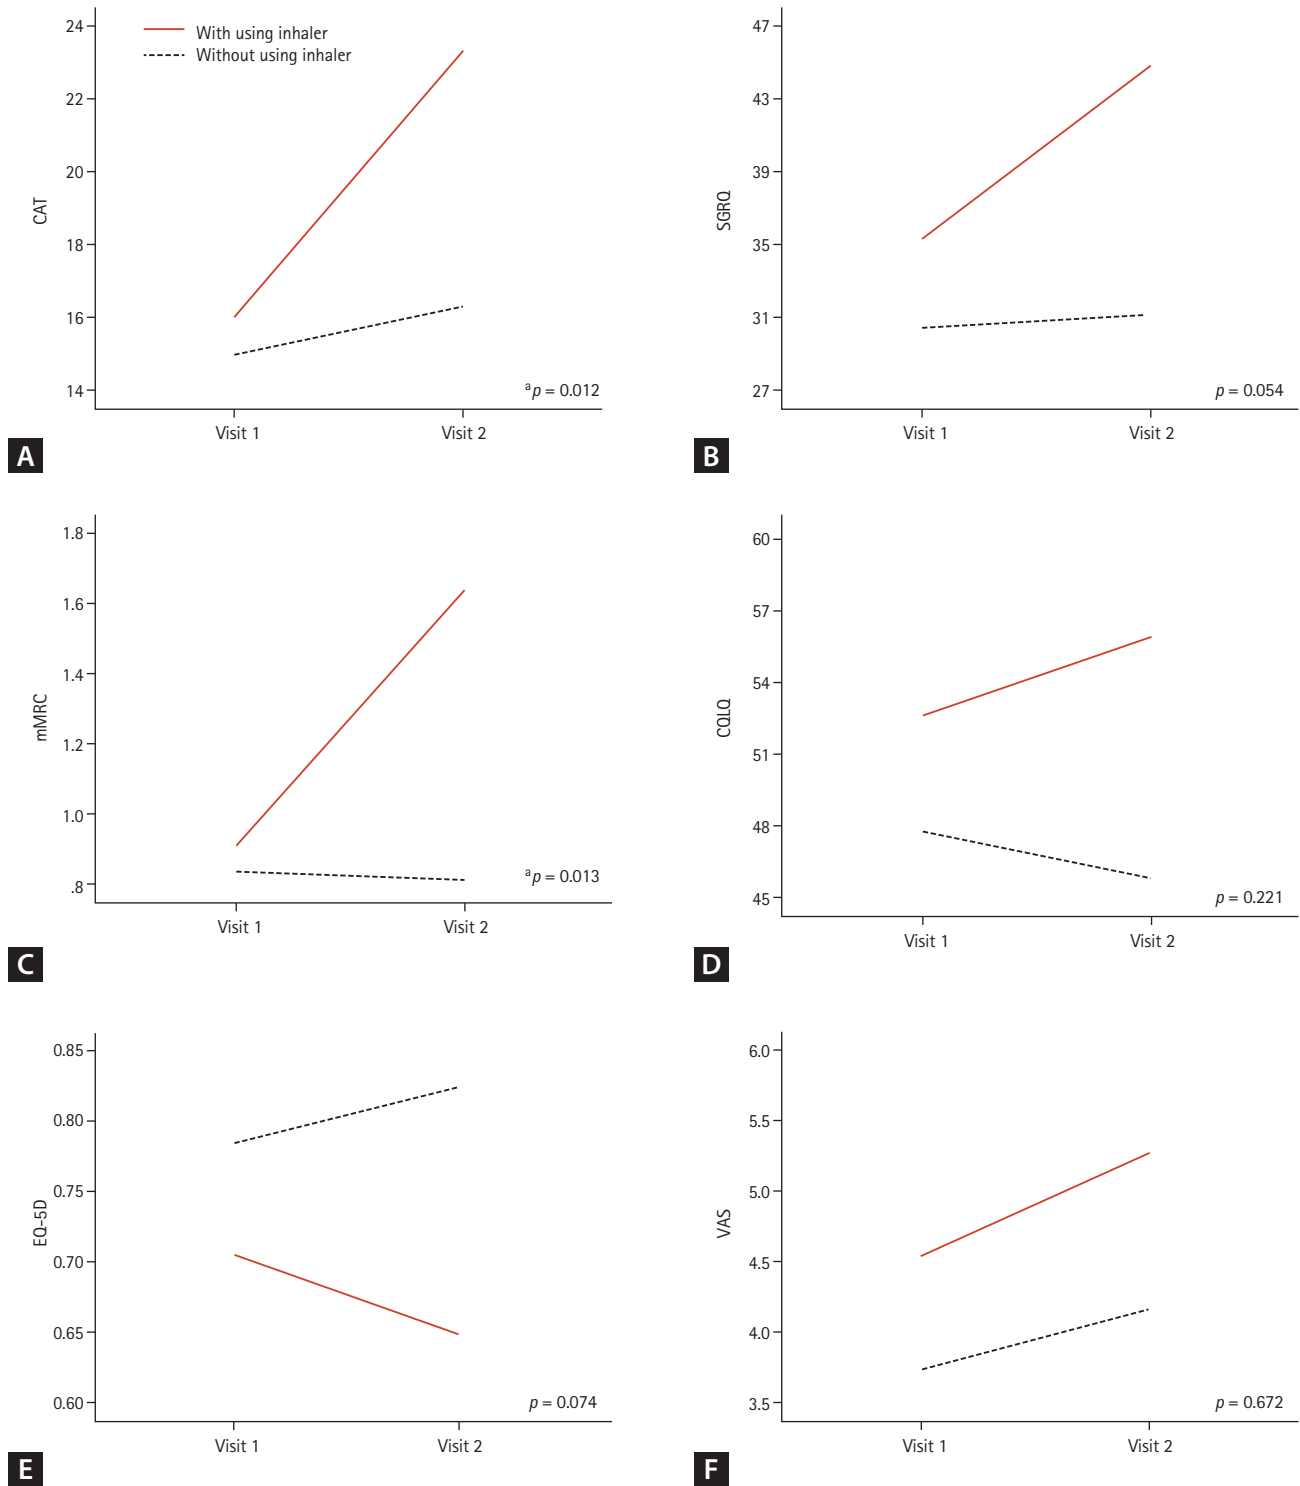 24
22
20
18
16
14
CAT
With using inhaler
Without using inhaler
ap = 0.012
Visit 1
Visit 2
A
47
43
39
35
31
27
SGRQ
p = 0.054
Visit 1
Visit 2
B
1.8
1.6
1.4
1.2
1.0
.8
mMRC
ap = 0.013
Visit 1
Visit 2
C
60
57
54
51
48
45
CQLQ
p = 0.221
Visit 1
Visit 2
D
0.85
0.80
0.75
0.70
0.65
0.60
EQ-5D
p = 0.074
Visit 1
Visit 2
E
6.0
5.5
5.0
4.5
4.0
3.5
VAS
p = 0.672
Visit 1
Visit 2
F